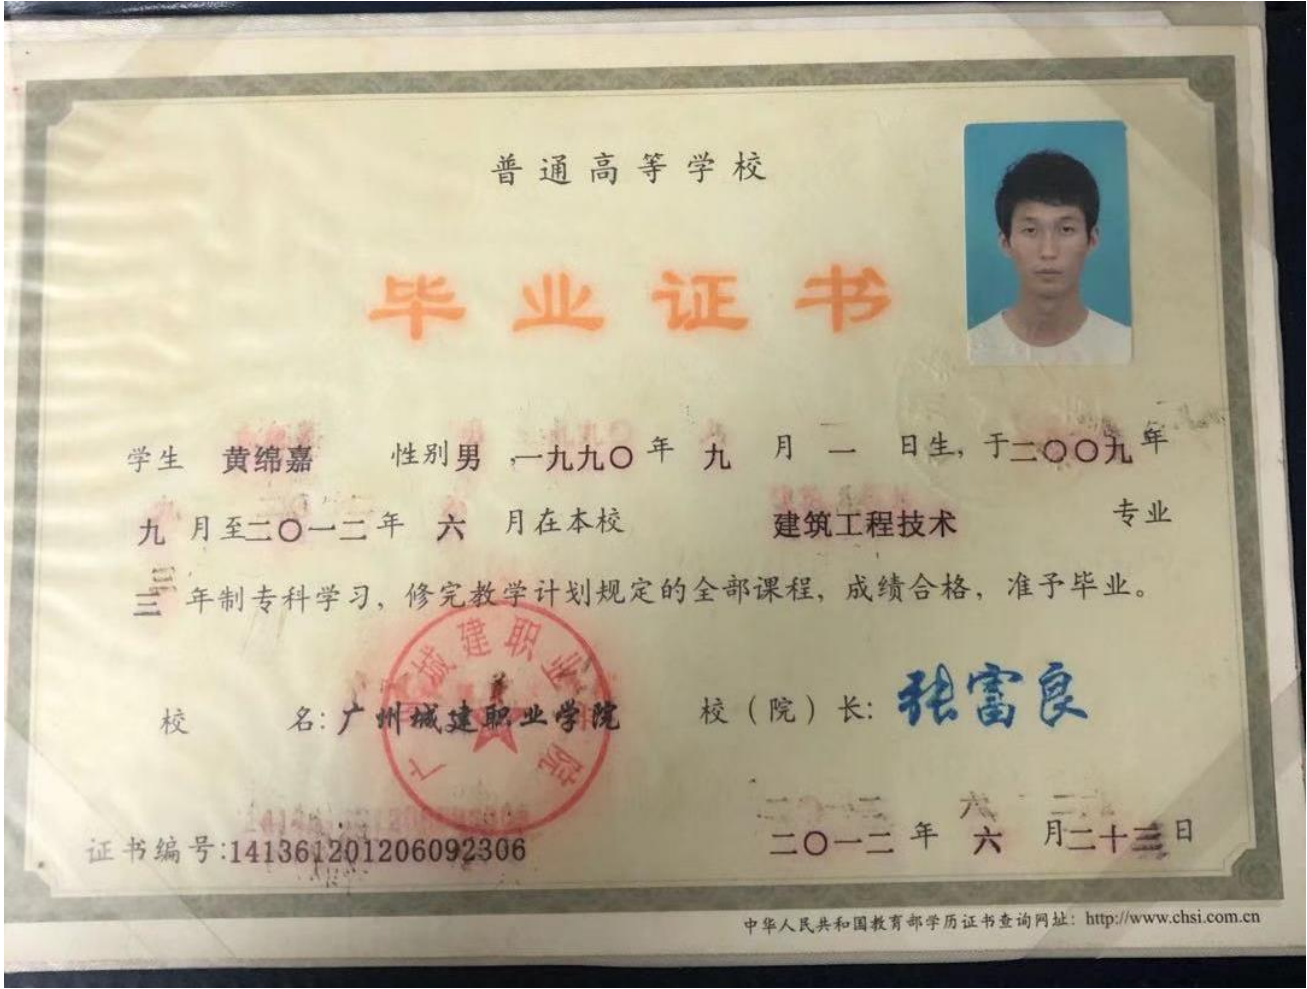 普通高等学校
毕业证书
学生 黄绵嘉 性别男，一九九〇年 九 月 一 日生，于二〇〇九年
九 月至二〇一二年 六 月在本校 建筑工程技术 专业
三 年制专科学习，修完教学计划规定的全部课程，成绩合格，准予毕业。
校 名：广州城建职业学院 校（院）长：张富良
证书编号：141361201206092306 二〇一二年 六 月二十三日
中华人民共和国教育部学历证书查询网址：http://www.chsi.com.cn